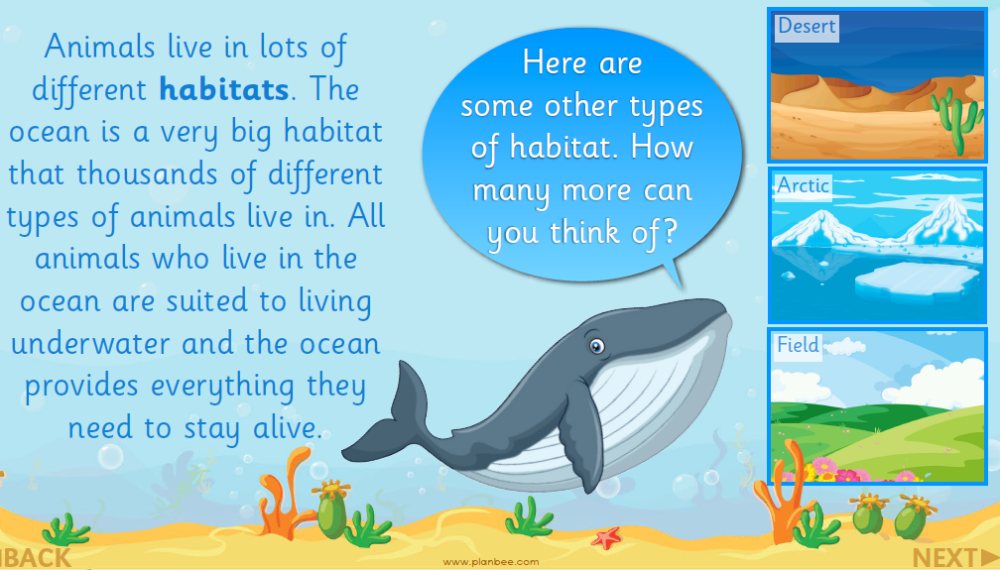 Animals live in lots of
different habitats. The
ocean is a very big habitat
that thousands of different
types of animals live in. All
animals who live in the
ocean are suited to living
underwater and the ocean
provides everything they
need to stay alive.
Here are
some other types
of habitat. How
many more can
you think of?
Desert
Arctic
Field
BACK
www.planbee.com
NEXT